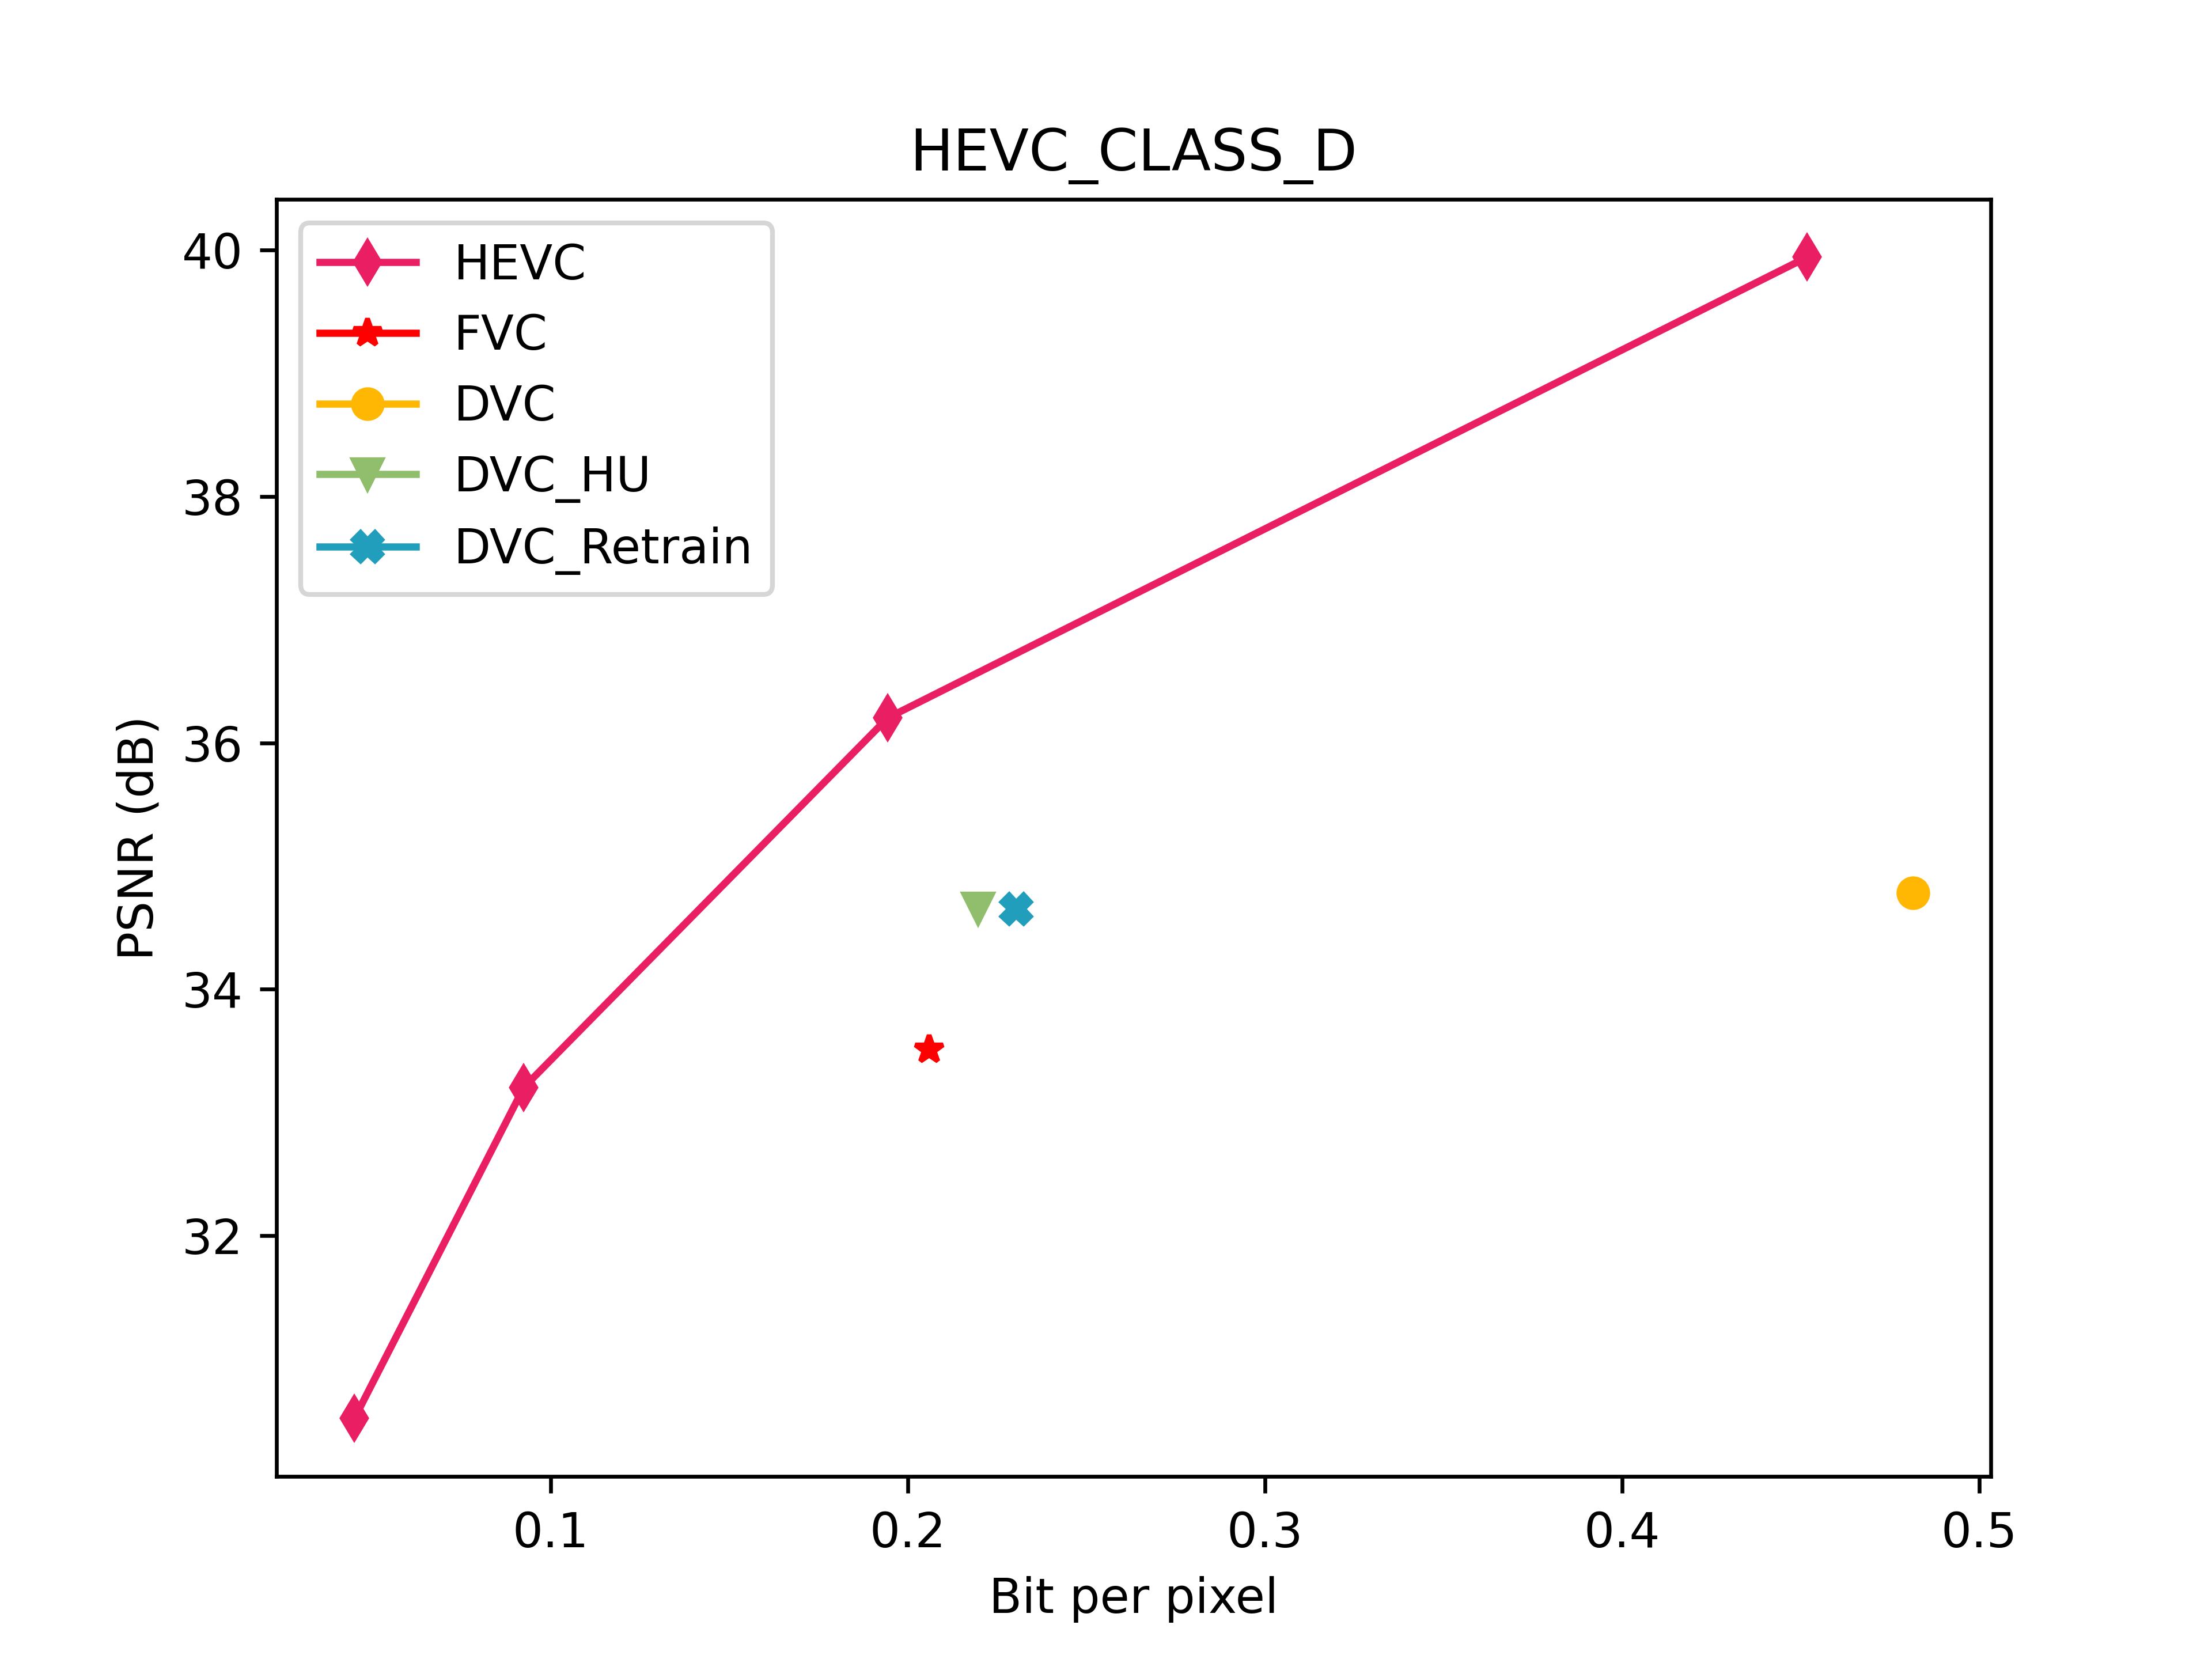 HEVC_CLASS_D
HEVC
FVC
DVC
DVC_HU
DVC_Retrain
40
38
36
34
32
PSNR (dB)
0.1 0.2 0.3 0.4 0.5
Bit per pixel